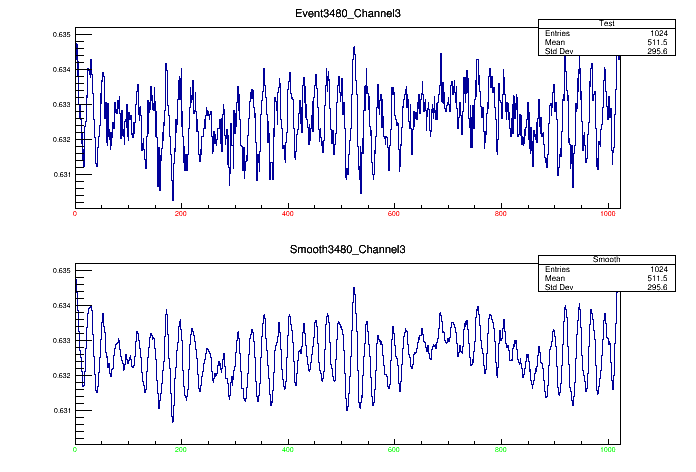 Event3480_Channel3
Test
Entries 1024
Mean 511.5
Std Dev 295.6
0.635
0.634
0.633
0.632
0.631
0 200 400 600 800 1000
Smooth3480_Channel3
Smooth
Entries 1024
Mean 511.5
Std Dev 295.6
0.635
0.634
0.633
0.632
0.631
0 200 400 600 800 1000